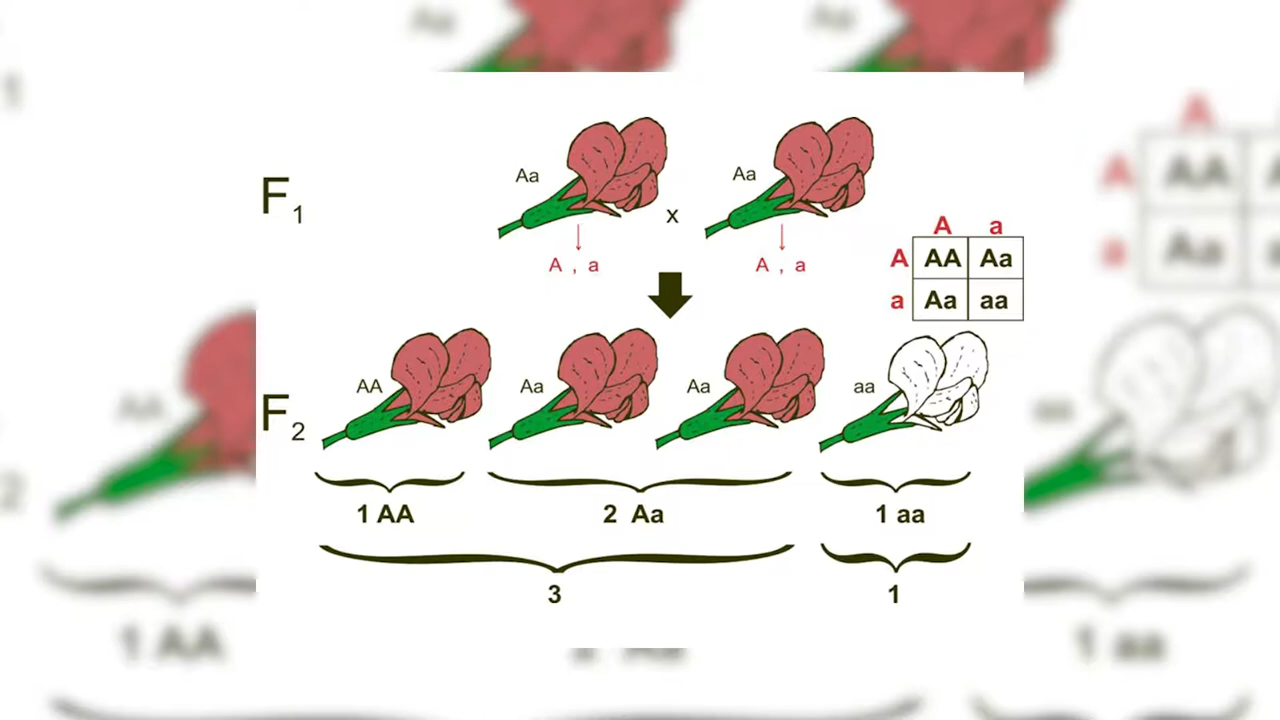 Aa Aa
F1
x
A , a A , a
A a
A AA Aa
a Aa aa
F2
AA Aa Aa aa
1 AA 2 Aa 1 aa
3 1